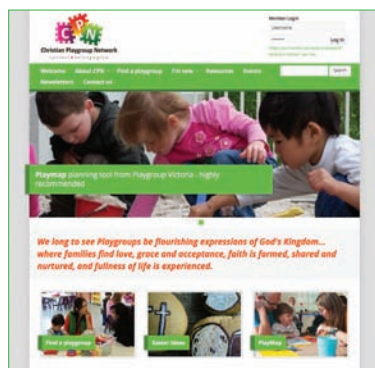 CPN
Christian Playgroup Network
Member Login
Username
Log In
Welcome About CPN Find a playgroup I'm new Resources Events
Search
Newsletters Contact us
Playmap planning tool from Playgroup Victoria - highly
recommended
We long to see Playgroups be flourishing expressions of God's Kingdom...
where families find love, grace and acceptance, faith is formed, shared and
nurtured, and fullness of life is experienced.
Find a playgroup
Easter Ideas
PlayMap